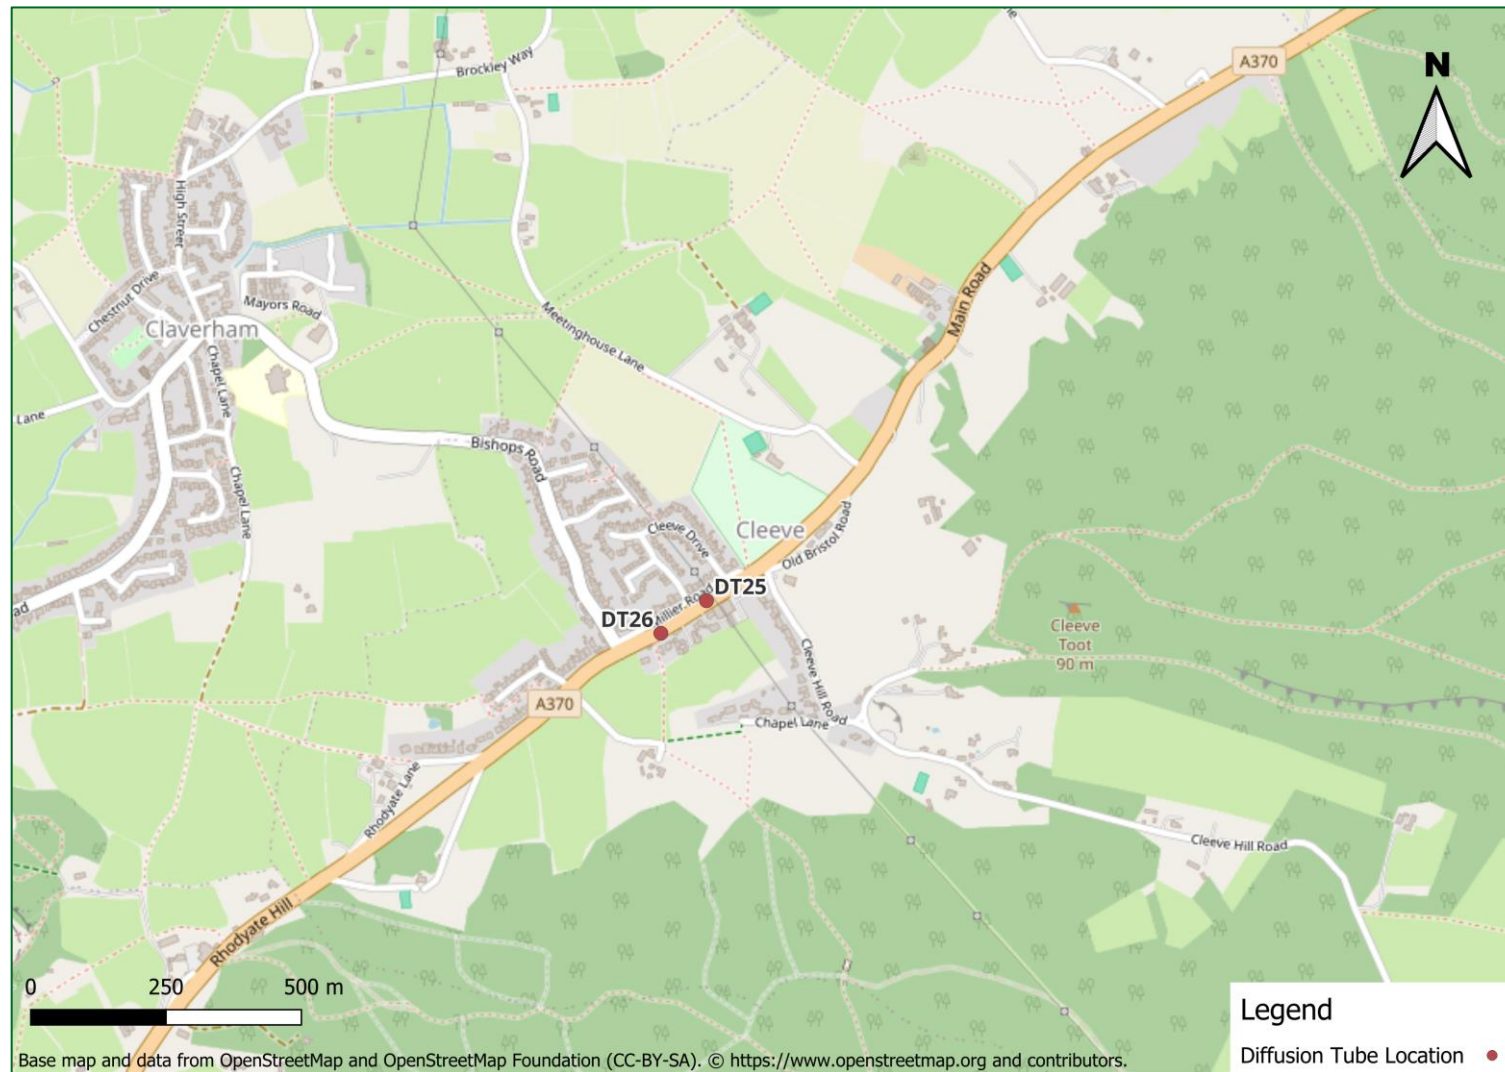 Brockley Way
A370
N
High Street
Main Road
Chestnut Drive
Mayors Road
Claverham
Meetinghouse Lane
Chapel Lane
Lane
Bishops Road
Chapel Lane
Cleeve Drive
Cleeve
Old Bristol Road
DT25
Millier Road
DT26
Cleeve
Toot
90 m
Cleeve Hill Road
A370
Chapel Lane
Rhodyate Lane
Cleeve Hill Road
Rhodyate Hill
0 250 500 m
Legend
Diffusion Tube Location
Base map and data from OpenStreetMap and OpenStreetMap Foundation (CC-BY-SA). © https://www.openstreetmap.org and contributors.